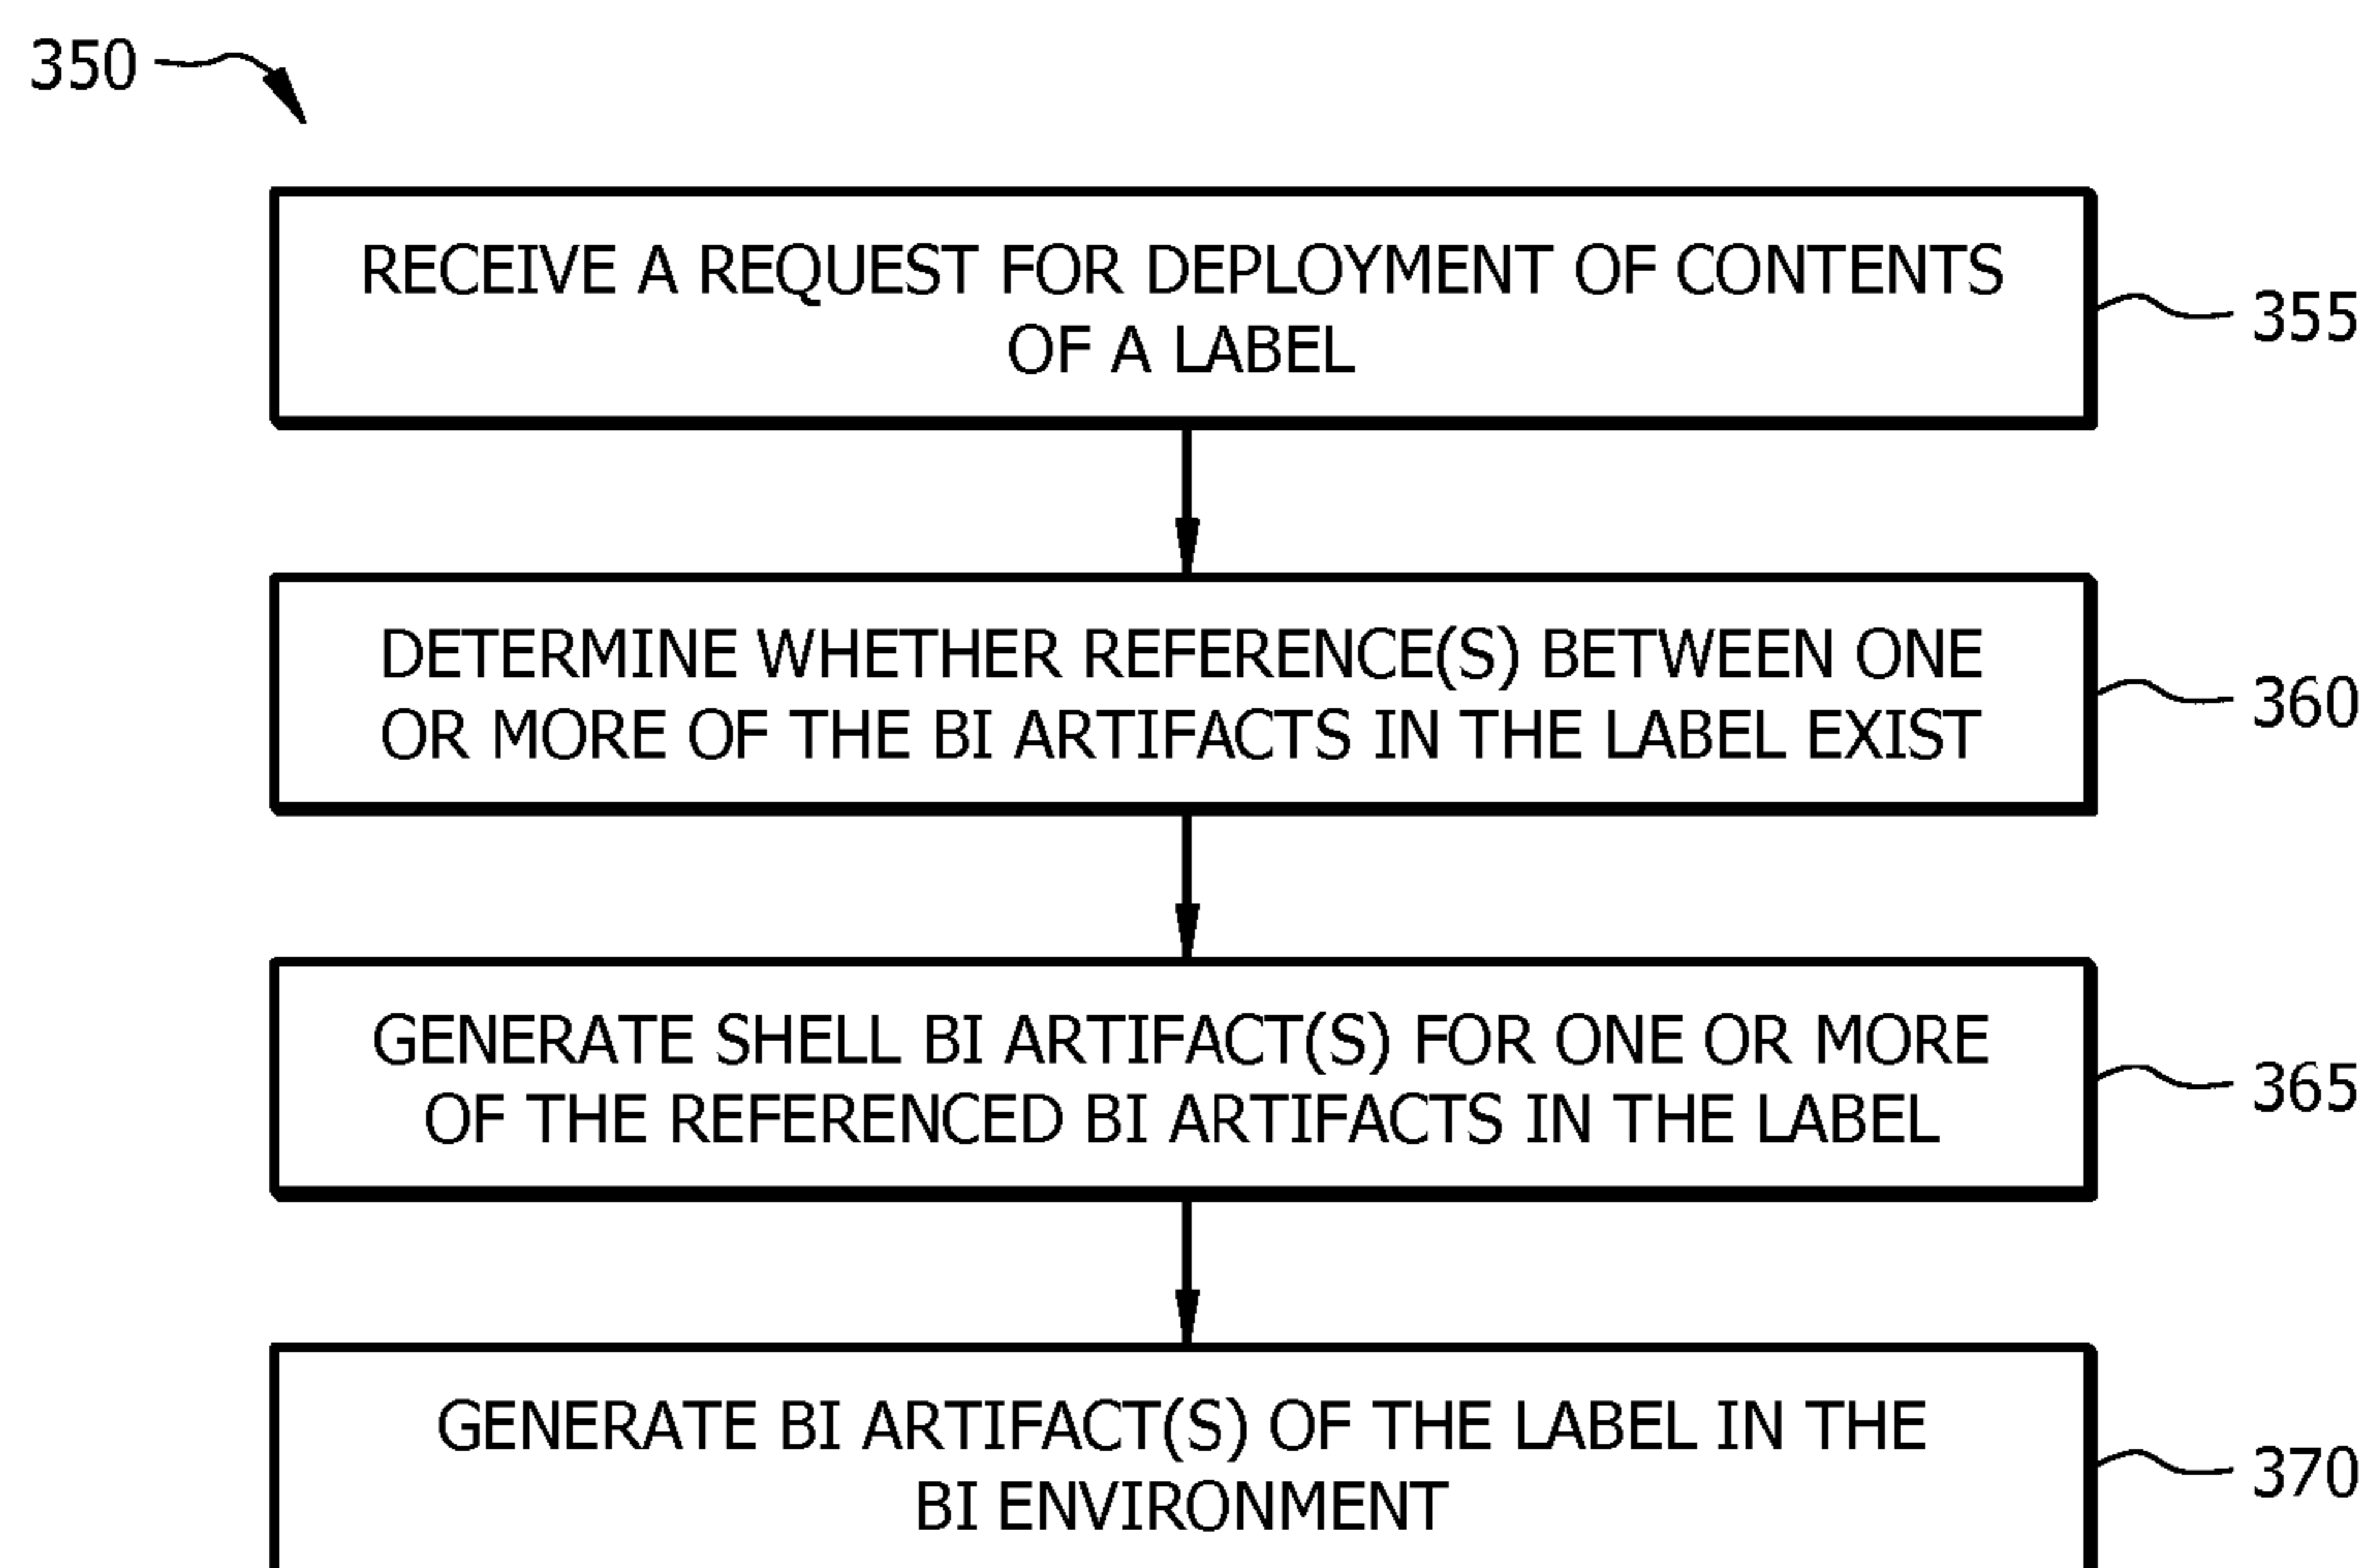 350
RECEIVE A REQUEST FOR DEPLOYMENT OF CONTENTS
OF A LABEL
355
DETERMINE WHETHER REFERENCE(S) BETWEEN ONE
OR MORE OF THE BI ARTIFACTS IN THE LABEL EXIST
360
GENERATE SHELL BI ARTIFACT(S) FOR ONE OR MORE
OF THE REFERENCED BI ARTIFACTS IN THE LABEL
365
GENERATE BI ARTIFACT(S) OF THE LABEL IN THE
BI ENVIRONMENT
370